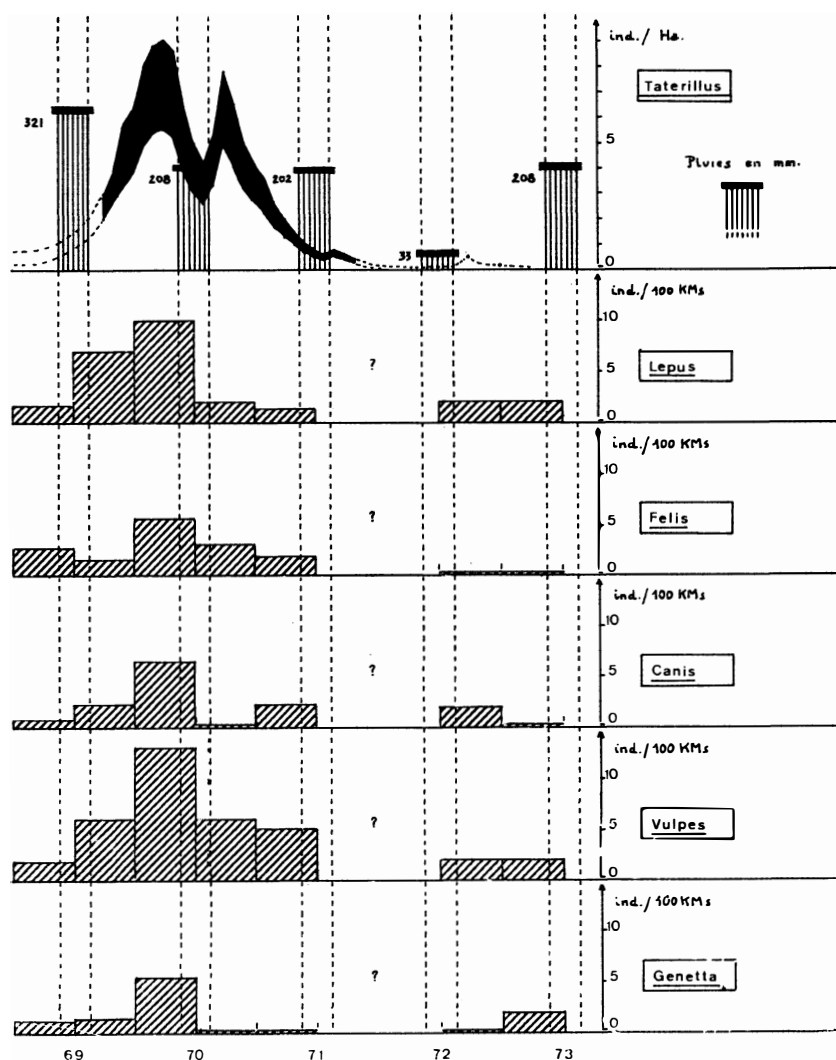 ind./ Ha.
Taterillus
321
5
Pluies en mm.
208
202
208
33
0
ind./ 100 KMs
10
?
Lepus
5
0
ind./ 100 KMs
10
?
Felis
5
0
ind./ 100 KMs
10
?
Canis
5
0
ind./ 100 KMs
10
?
Vulpes
5
0
ind./ 100 KMs
10
?
Genetta
5
0
69 70 71 72 73